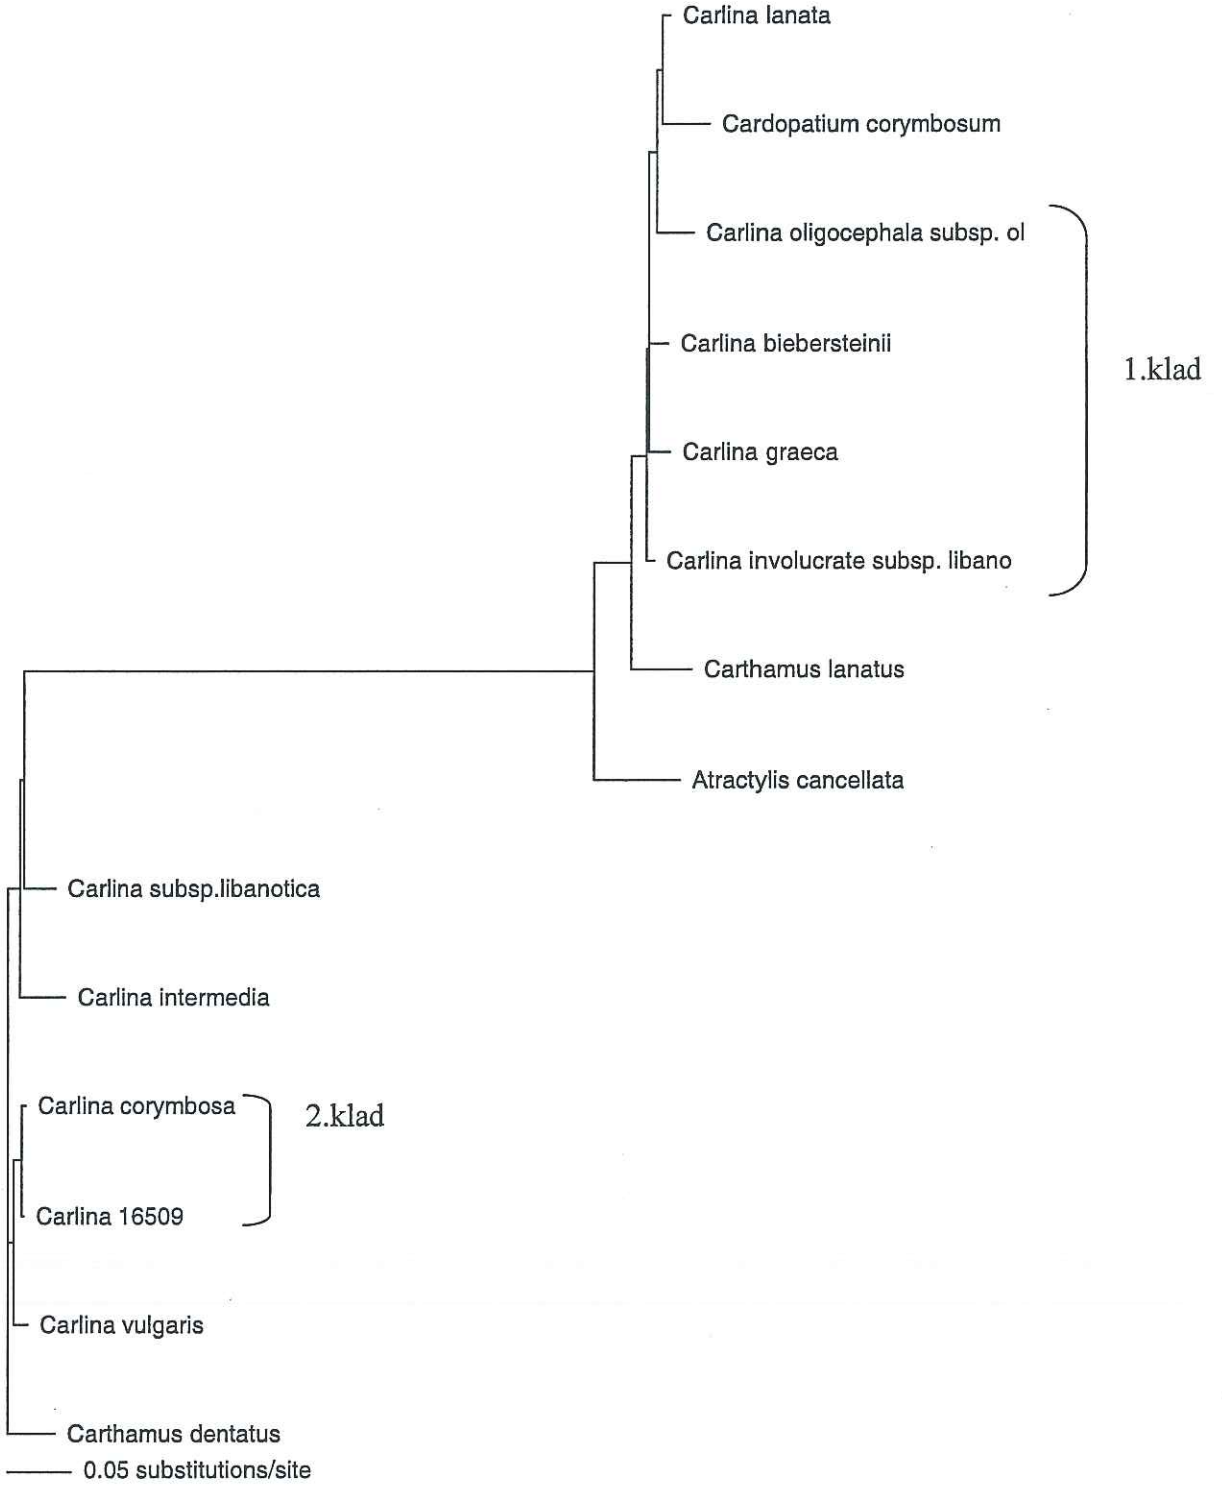 Carlina lanata
Cardopatium corymbosum
Carlina oligocephala subsp. ol
Carlina biebersteinii
1.klad
Carlina graeca
Carlina involucrate subsp. libano
Carthamus lanatus
Atractylis cancellata
Carlina subsp.libanotica
Carlina intermedia
Carlina corymbosa
2.klad
Carlina 16509
Carlina vulgaris
Carthamus dentatus
0.05 substitutions/site